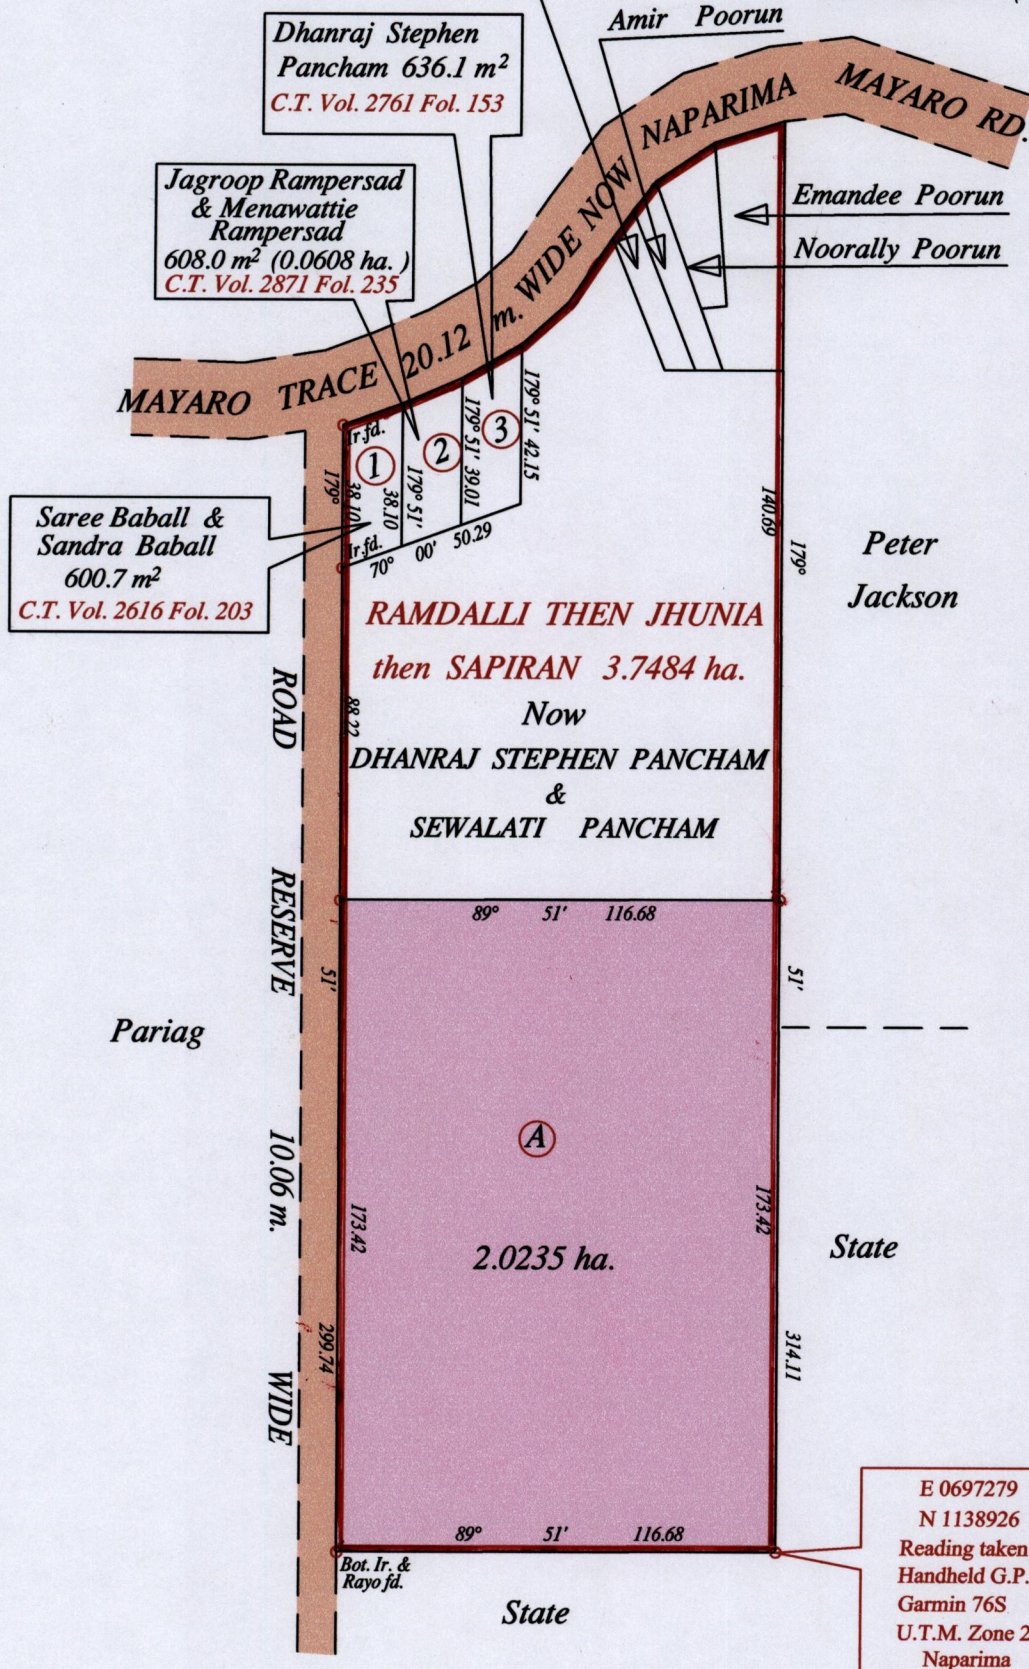 Amir Poorun
Dhanraj Stephen
Pancham 636.1 m²
C.T. Vol. 2761 Fol. 153
MAYARO TRACE 20.12 m. WIDE NOW NAPARIMA MAYARO RD.
Jagroop Rampersad
& Menawattie
Rampersad
608.0 m² (0.0608 ha. )
C.T. Vol. 2871 Fol. 235
Emandee Poorun
Noorally Poorun
Ir.fd.
1
2
3
179°
38.10
38.10
179° 51'
179° 51' 39.01
179° 51' 42.15
Ir.fd.
70° 00' 50.29
Saree Baball &
Sandra Baball
600.7 m²
C.T. Vol. 2616 Fol. 203
140.69
179°
Peter
Jackson
RAMDALLI THEN JHUNIA
then SAPIRAN 3.7484 ha.
Now
DHANRAJ STEPHEN PANCHAM
&
SEWALATI PANCHAM
88.22
ROAD RESERVE 10.06 m. WIDE
89° 51' 116.68
51'
51'
Pariag
A
2.0235 ha.
173.42
173.42
State
299.74
314.11
89° 51' 116.68
Bot. Ir. &
Rayo fd.
State
E 0697279
N 1138926
Reading taken
Handheld G.P.
Garmin 76S
U.T.M. Zone 2
Naparima